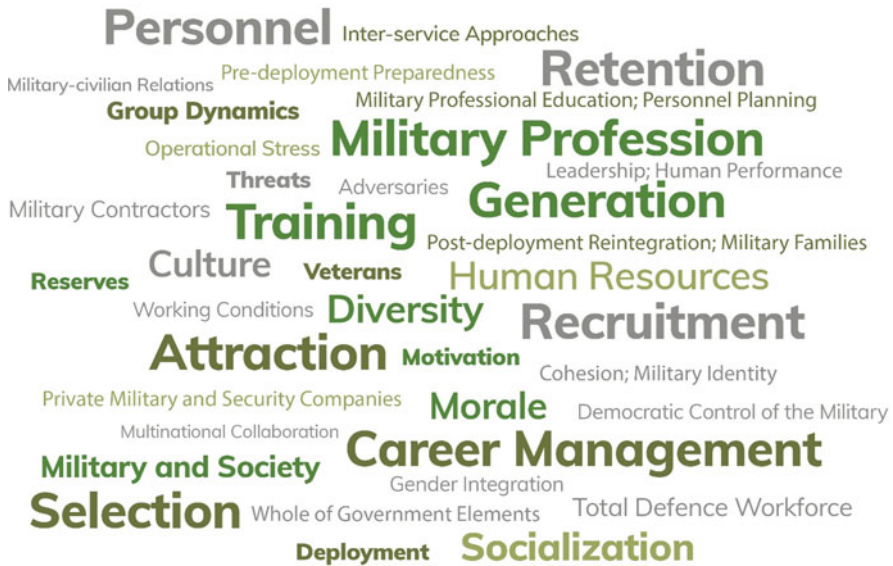 Personnel Inter-service Approaches
Military-civilian Relations Pre-deployment Preparedness Retention
Group Dynamics Military Professional Education; Personnel Planning
Operational Stress Military Profession
Threats Adversaries Leadership; Human Performance
Military Contractors Training Generation
Post-deployment Reintegration; Military Families
Reserves Culture Veterans Human Resources
Working Conditions Diversity Recruitment
Attraction Motivation
Cohesion; Military Identity
Private Military and Security Companies Morale Democratic Control of the Military
Multinational Collaboration Career Management
Military and Society
Gender Integration
Selection Whole of Government Elements Total Defence Workforce
Deployment Socialization